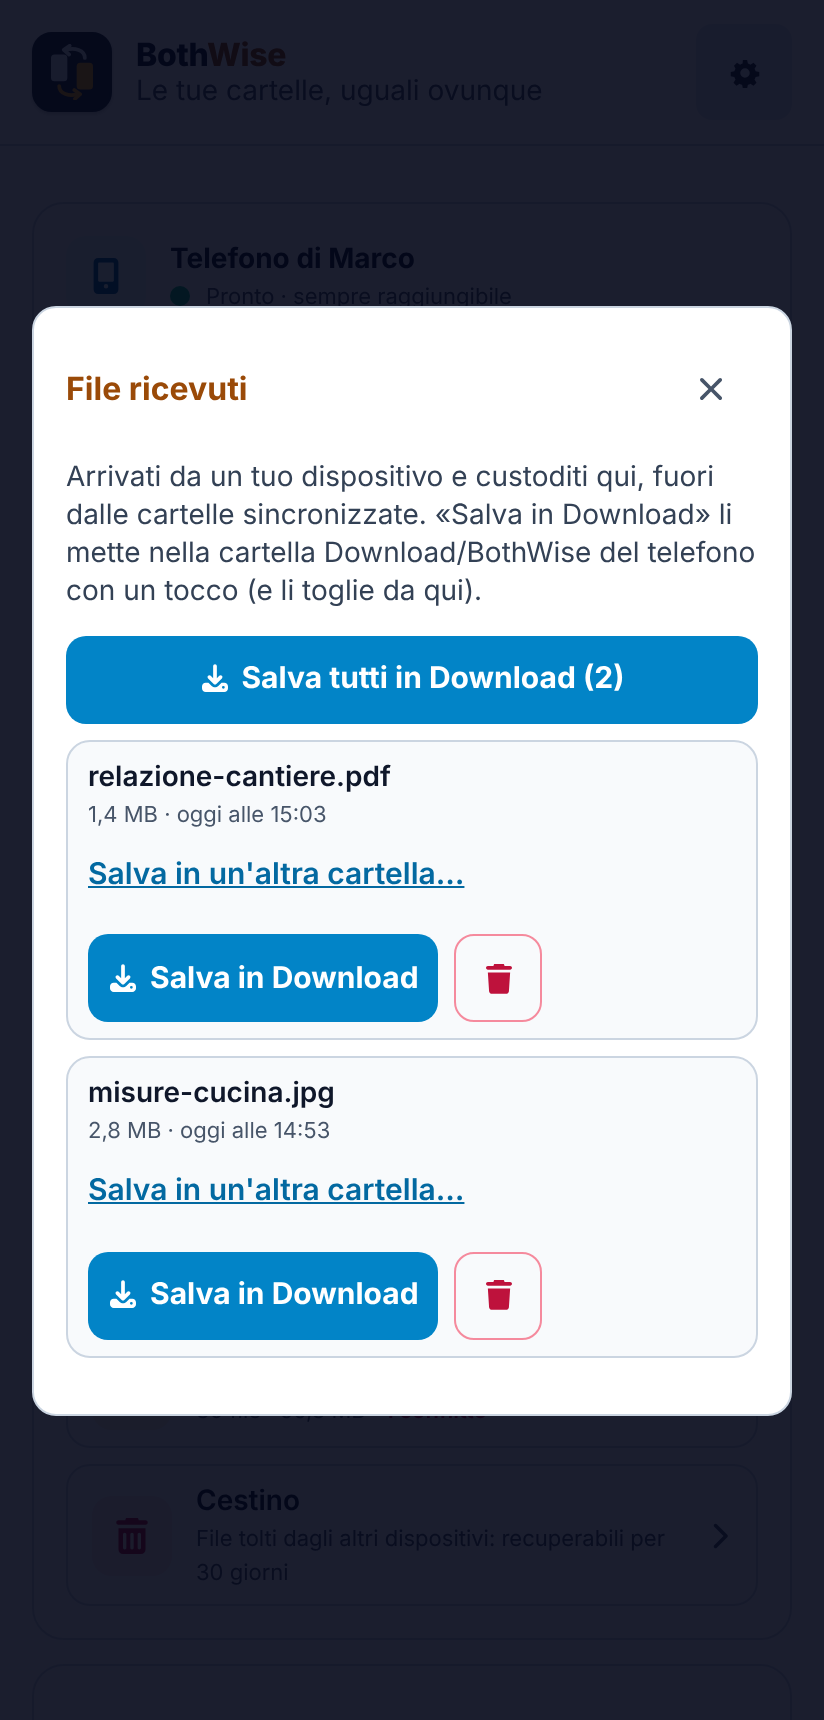 BothWise
Le tue cartelle, uguali ovunque
Telefono di Marco
Pronto · sempre raggiungibile
File ricevuti
Arrivati da un tuo dispositivo e custoditi qui, fuori
dalle cartelle sincronizzate. «Salva in Download» li
mette nella cartella Download/BothWise del telefono
con un tocco (e li toglie da qui).
Salva tutti in Download (2)
relazione-cantiere.pdf
1,4 MB · oggi alle 15:03
Salva in un'altra cartella...
Salva in Download
misure-cucina.jpg
2,8 MB · oggi alle 14:53
Salva in un'altra cartella...
Salva in Download
Cestino
File tolti dagli altri dispositivi: recuperabili per
30 giorni